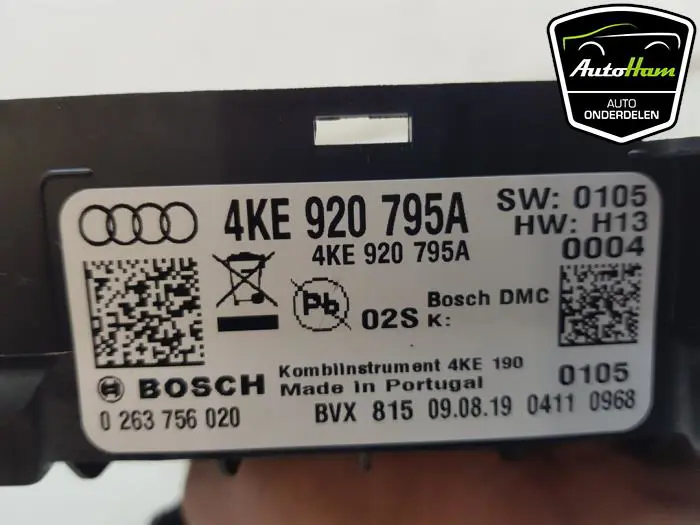 AutoHam
AUTO
ONDERDELEN
4KE 920 795A
SW: 0105
4KE 920 795A
HW: H13
0004
Pb
02S
Bosch DMC
K:
Kombiinstrument 4KE 190
BOSCH
Made in Portugal
0105
0 263 756 020
BVX 815 09.08.19 0411 0968